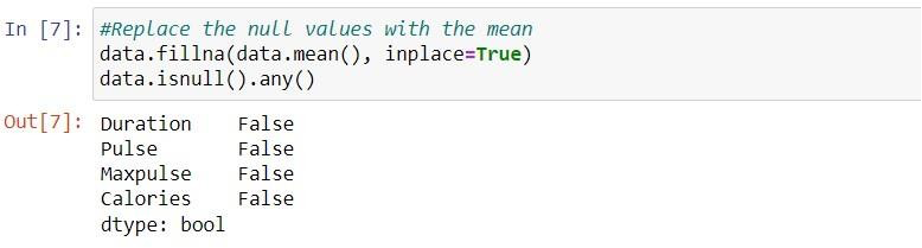 In [7]: #Replace the null values with the mean
data.fillna(data.mean(), inplace=True)
data.isnull().any()
Out[7]: Duration    False
Pulse       False
Maxpulse    False
Calories    False
dtype: bool